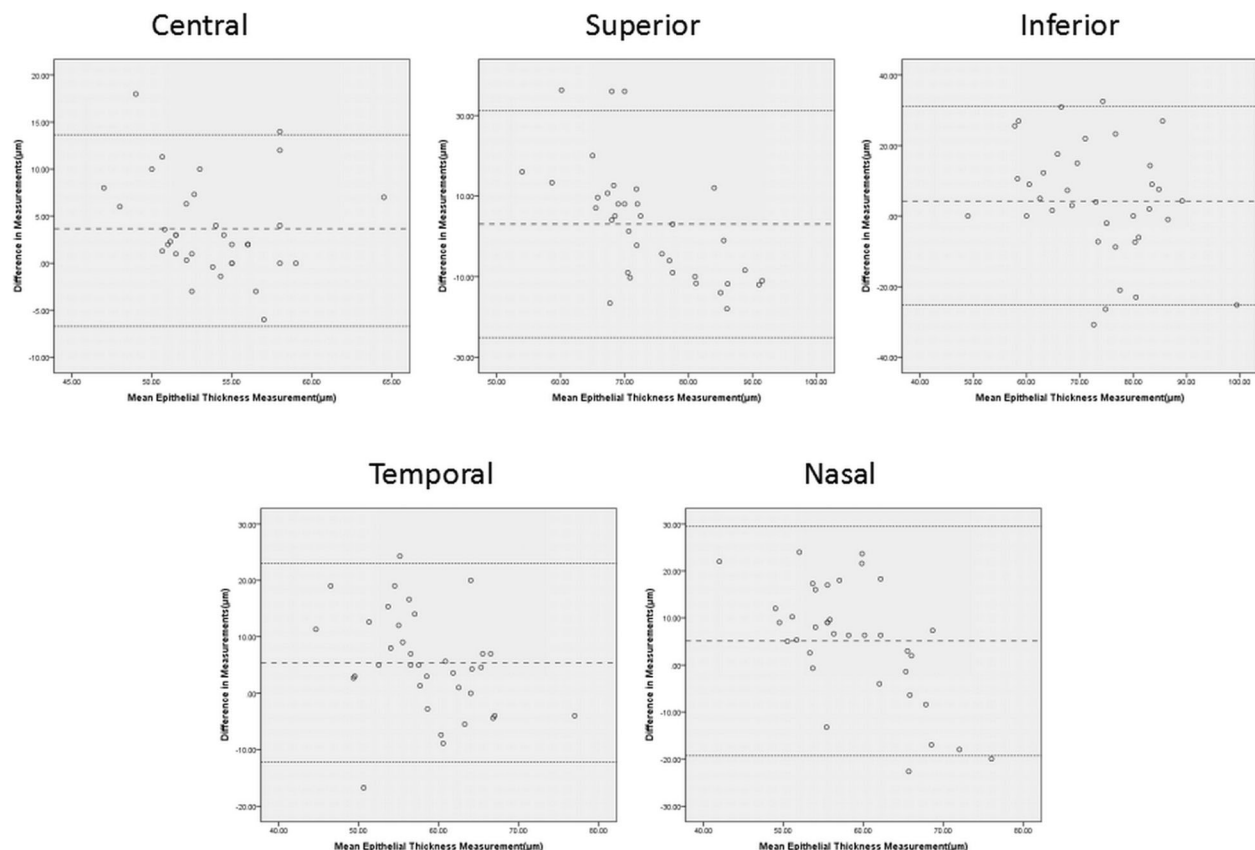 Central
Superior
Inferior
20.00
15.00
10.00
5.00
.00
-5.00
-10.00
Difference in Measurements(µm)
45.00 50.00 55.00 60.00 65.00
Mean Epithelial Thickness Measurement(µm)
30.00
10.00
-10.00
-30.00
Difference in Measurements(µm)
50.00 60.00 70.00 80.00 90.00 100.00
Mean Epithelial Thickness Measurement(µm)
40.00
20.00
.00
-20.00
-40.00
Difference in Measurements(µm)
40.00 50.00 60.00 70.00 80.00 90.00 100.00
Mean Epithelial Thickness Measurement(µm)
Temporal
Nasal
30.00
20.00
10.00
.00
-10.00
-20.00
Difference in Measurements(µm)
40.00 50.00 60.00 70.00 80.00
Mean Epithelial Thickness Measurement(µm)
30.00
20.00
10.00
.00
-10.00
-20.00
-30.00
Difference in Measurements(µm)
40.00 50.00 60.00 70.00 80.00
Mean Epithelial Thickness Measurement(µm)